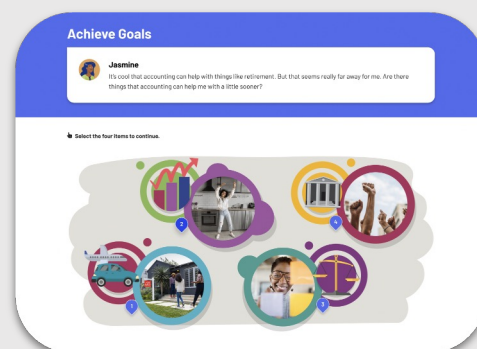 Achieve Goals
Jasmine
It's cool that accounting can help with things like retirement. But that seems really far away for me. Are there
things that accounting can help me with a little sooner?
Select the four items to continue.
2
4
1
3